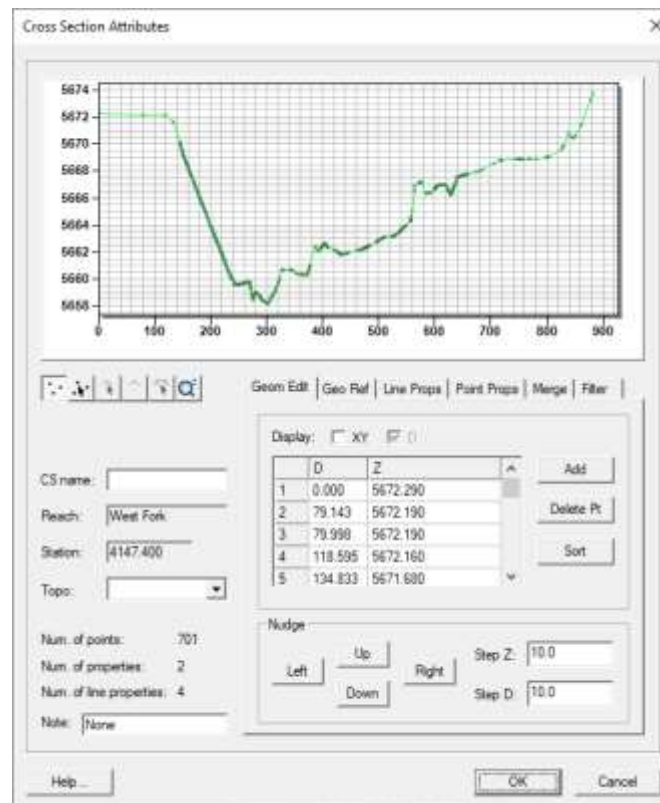 Cross Section Attributes
5674
5672
5670
5668
5666
5664
5662
5660
5658
0 100 200 300 400 500 600 700 800 900
Geom Edit Geo Ref Line Props Point Props Merge Filter
Display: XY D
D Z
1 0.000 5672.290
2 79.143 5672.190
3 79.998 5672.190
4 118.595 5672.160
5 134.833 5671.680
Add
Delete Pt
Sort
CS name:
Reach: West Fork
Station: 4147.400
Topo:
Num. of points: 701
Num. of properties: 2
Num. of line properties: 4
Note: None
Nudge
Left
Up
Down
Right
Step Z: 10.0
Step D: 10.0
Help...
OK
Cancel